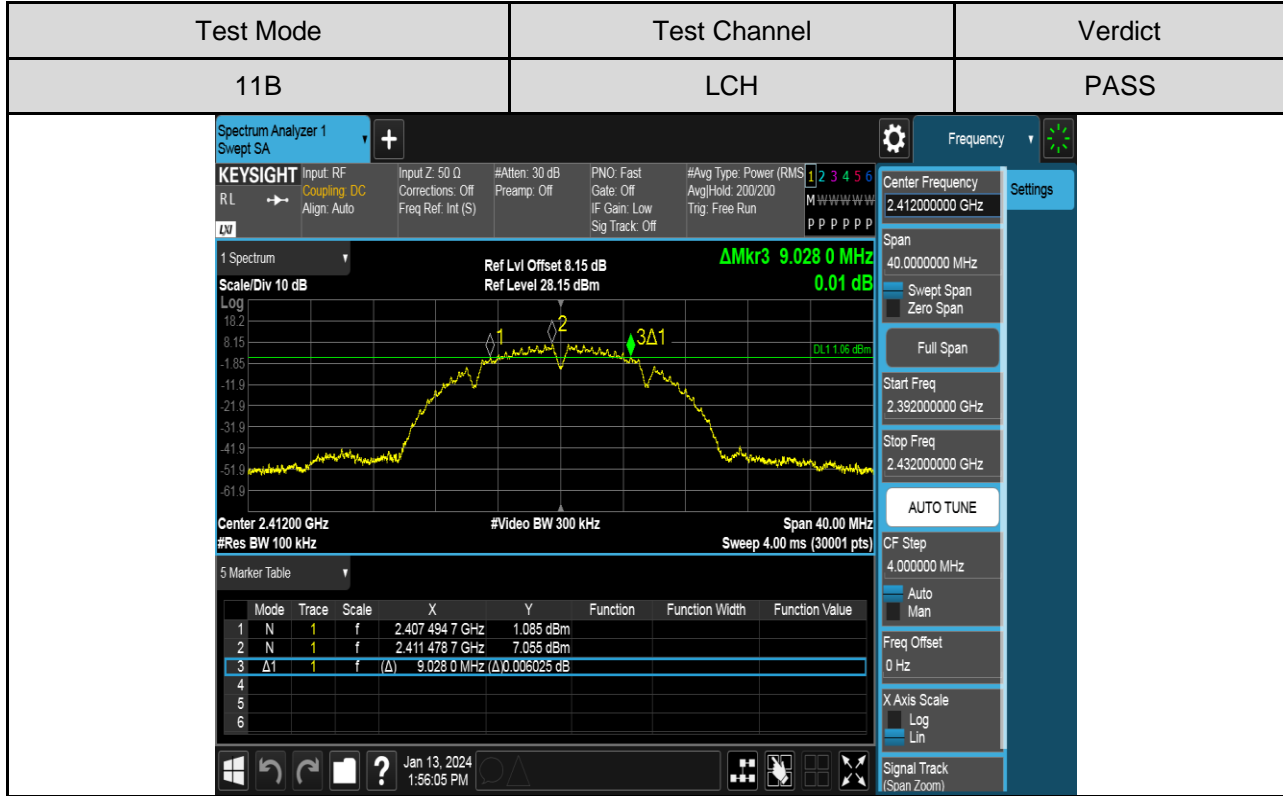 Test Mode Test Channel Verdict
11B LCH PASS
Spectrum Analyzer 1
Swept SA
+
Frequency
KEYSIGHT Input: RF Input Z: 50 Ω #Atten: 30 dB PNO: Fast #Avg Type: Power (RMS 1 2 3 4 5 6
Coupling: DC Corrections: Off Preamp: Off Gate: Off Avg|Hold: 200/200
RL Align: Auto Freq Ref: Int (S) IF Gain: Low Trig: Free Run M W W W W W
LXI Sig Track: Off P P P P P P
1 Spectrum
Ref Lvl Offset 8.15 dB ΔMkr3 9.028 0 MHz
Scale/Div 10 dB Ref Level 28.15 dBm 0.01 dB
Log
18.2
8.15
-1.85
-11.9
-21.9
-31.9
-41.9
-51.9
-61.9
1
2
3Δ1
DL1 1.06 dBm
Center 2.41200 GHz #Video BW 300 kHz Span 40.00 MHz
#Res BW 100 kHz Sweep 4.00 ms (30001 pts)
5 Marker Table
Mode Trace Scale X Y Function Function Width Function Value
1 N 1 f 2.407 494 7 GHz 1.085 dBm
2 N 1 f 2.411 478 7 GHz 7.055 dBm
3 Δ1 1 f (Δ) 9.028 0 MHz (Δ)0.006025 dB
4
5
6
?
Jan 13, 2024
1:56:05 PM
Center Frequency
2.412000000 GHz
Settings
Span
40.0000000 MHz
Swept Span
Zero Span
Full Span
Start Freq
2.392000000 GHz
Stop Freq
2.432000000 GHz
AUTO TUNE
CF Step
4.000000 MHz
Auto
Man
Freq Offset
0 Hz
X Axis Scale
Log
Lin
Signal Track
(Span Zoom)